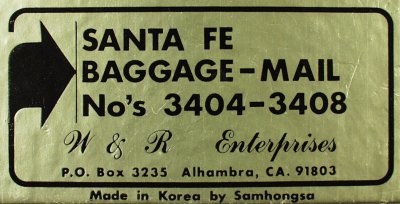 SANTA FE
BAGGAGE-MAIL
No's 3404-3408
W & R Enterprises
P.O. Box 3235 Alhambra, CA. 91803
Made in Korea by Samhongsa